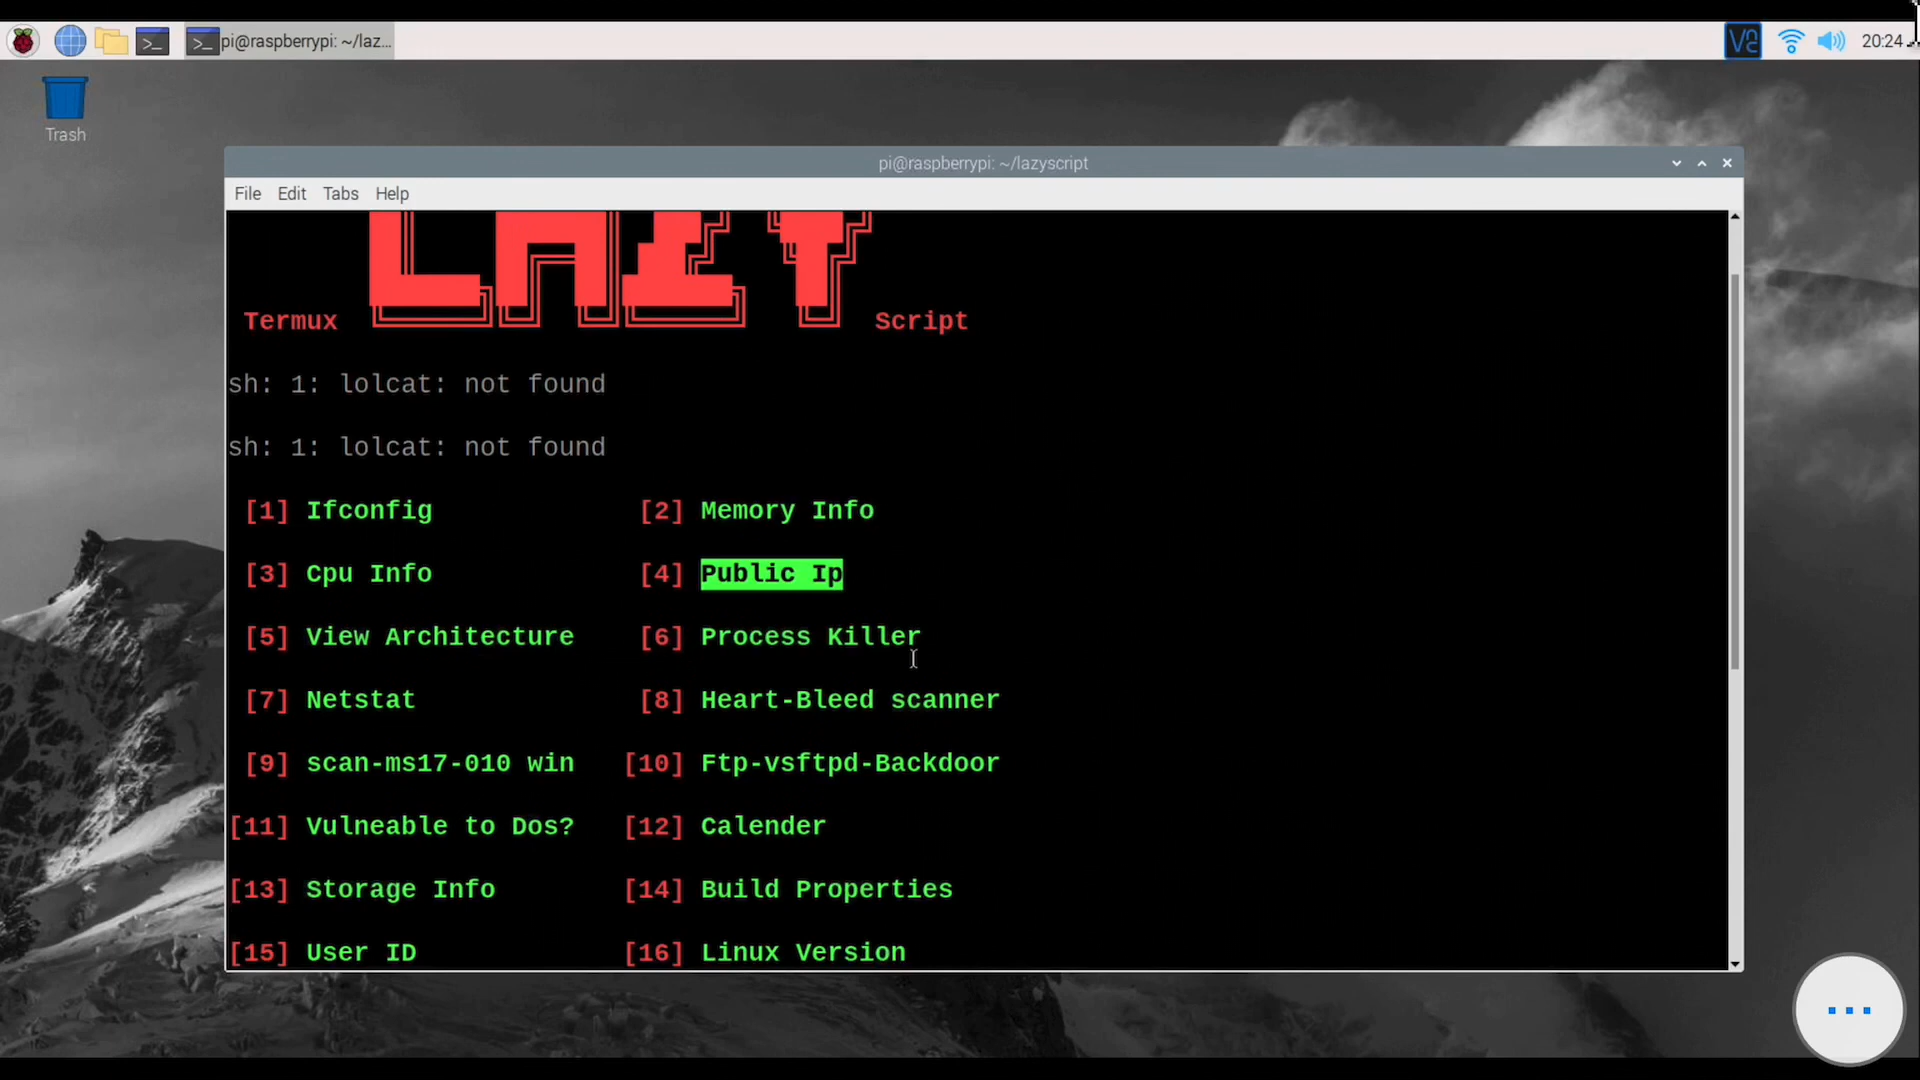 pi@raspberrypi: ~/laz...
20:24
Trash
pi@raspberrypi: ~/lazyscript
File Edit Tabs Help
LAZY
Termux Script
sh: 1: lolcat: not found
sh: 1: lolcat: not found
[1] Ifconfig [2] Memory Info
[3] Cpu Info [4] Public Ip
[5] View Architecture [6] Process Killer
[7] Netstat [8] Heart-Bleed scanner
[9] scan-ms17-010 win [10] Ftp-vsftpd-Backdoor
[11] Vulneable to Dos? [12] Calender
[13] Storage Info [14] Build Properties
[15] User ID [16] Linux Version